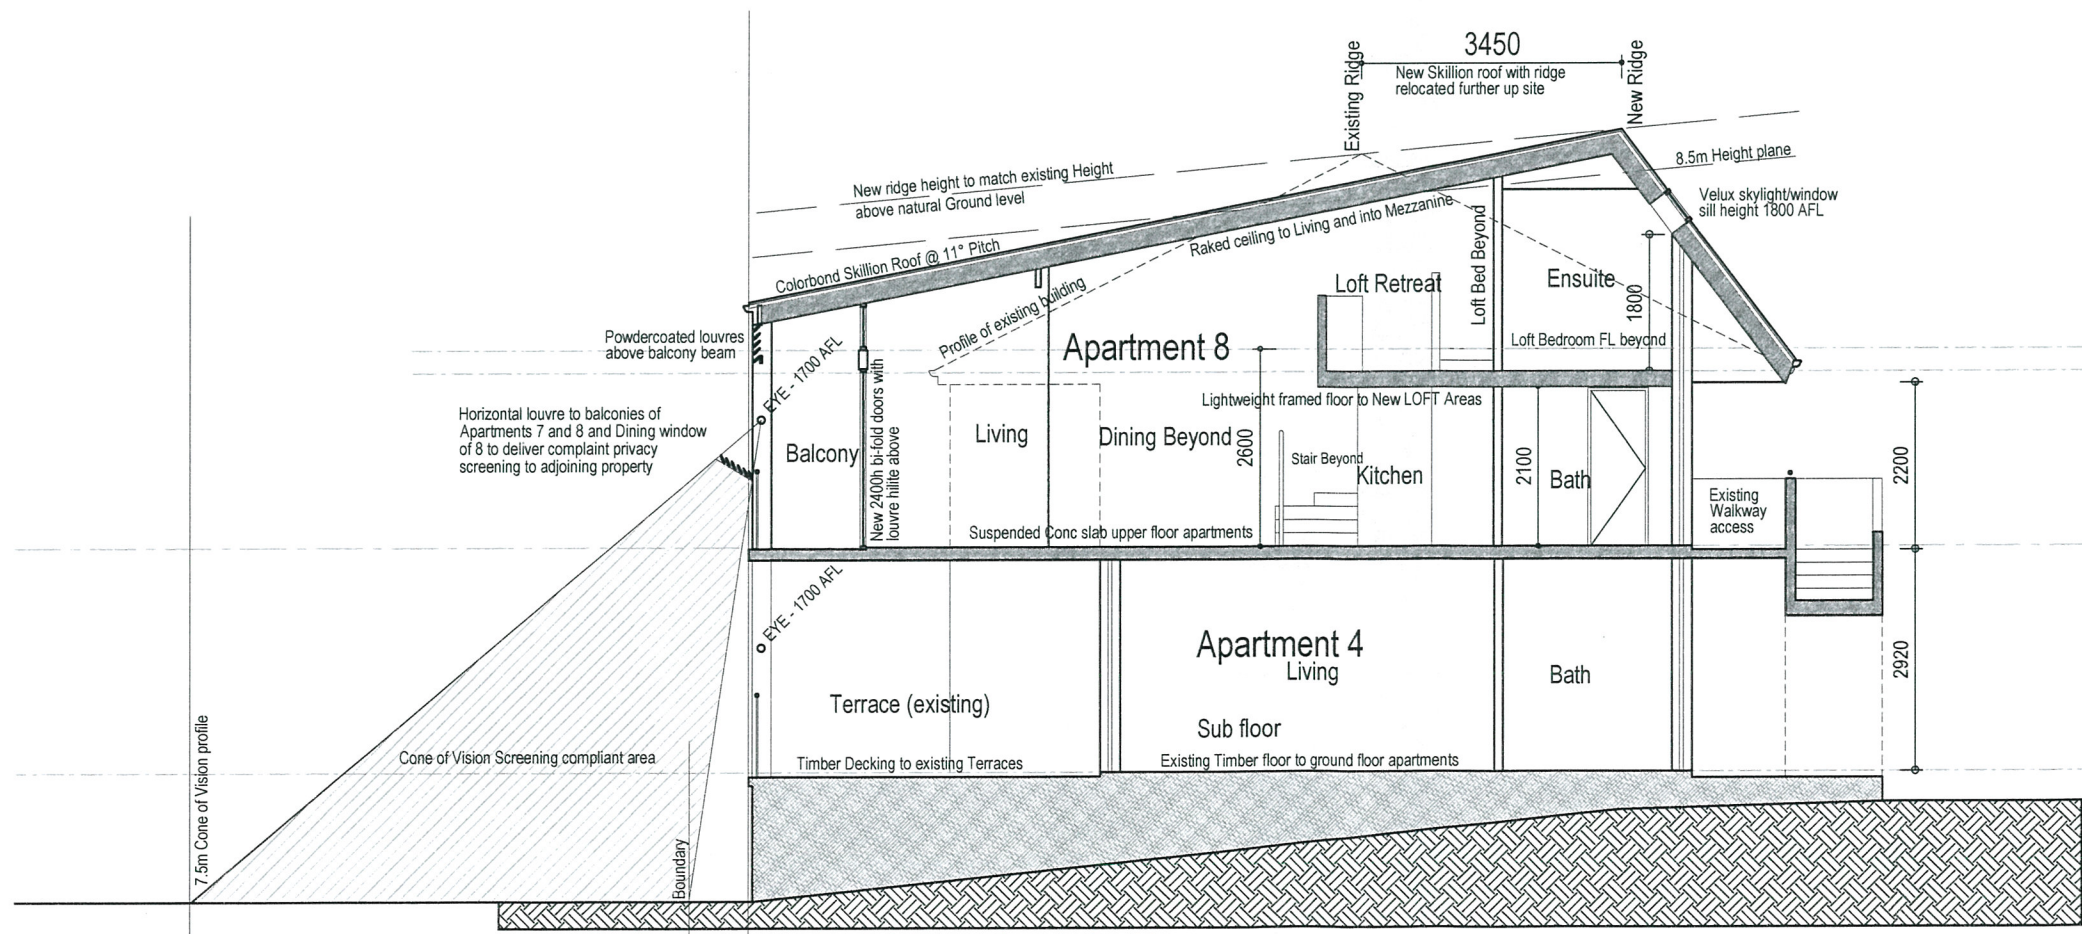 3450
New Skillion roof with ridge
relocated further up site
Existing Ridge
New Ridge
8.5m Height plane
New ridge height to match existing Height
above natural Ground level
Velux skylight/window
sill height 1800 AFL
Colorbond Skillion Roof @ 11° Pitch
Raked ceiling to Living and into Mezzanine
Profile of existing building
Loft Retreat
Loft Bed Beyond
Ensuite
1800
Powdercoated louvres
above balcony beam
EYE - 1700 AFL
Apartment 8
Loft Bedroom FL beyond
Lightweight framed floor to New LOFT Areas
Horizontal louvre to balconies of
Apartments 7 and 8 and Dining window
of 8 to deliver complaint privacy
screening to adjoining property
Balcony
New 2400h bi-fold doors with
louvre hilite above
Living
Dining Beyond
2600
Stair Beyond
Kitchen
2100
Bath
2200
Existing
Walkway
access
Suspended Conc slab upper floor apartments
EYE - 1700 AFL
Apartment 4
Living
Bath
2920
Terrace (existing)
Sub floor
Cone of Vision Screening compliant area
Timber Decking to existing Terraces
Existing Timber floor to ground floor apartments
7.5m Cone of Vision profile
Boundary